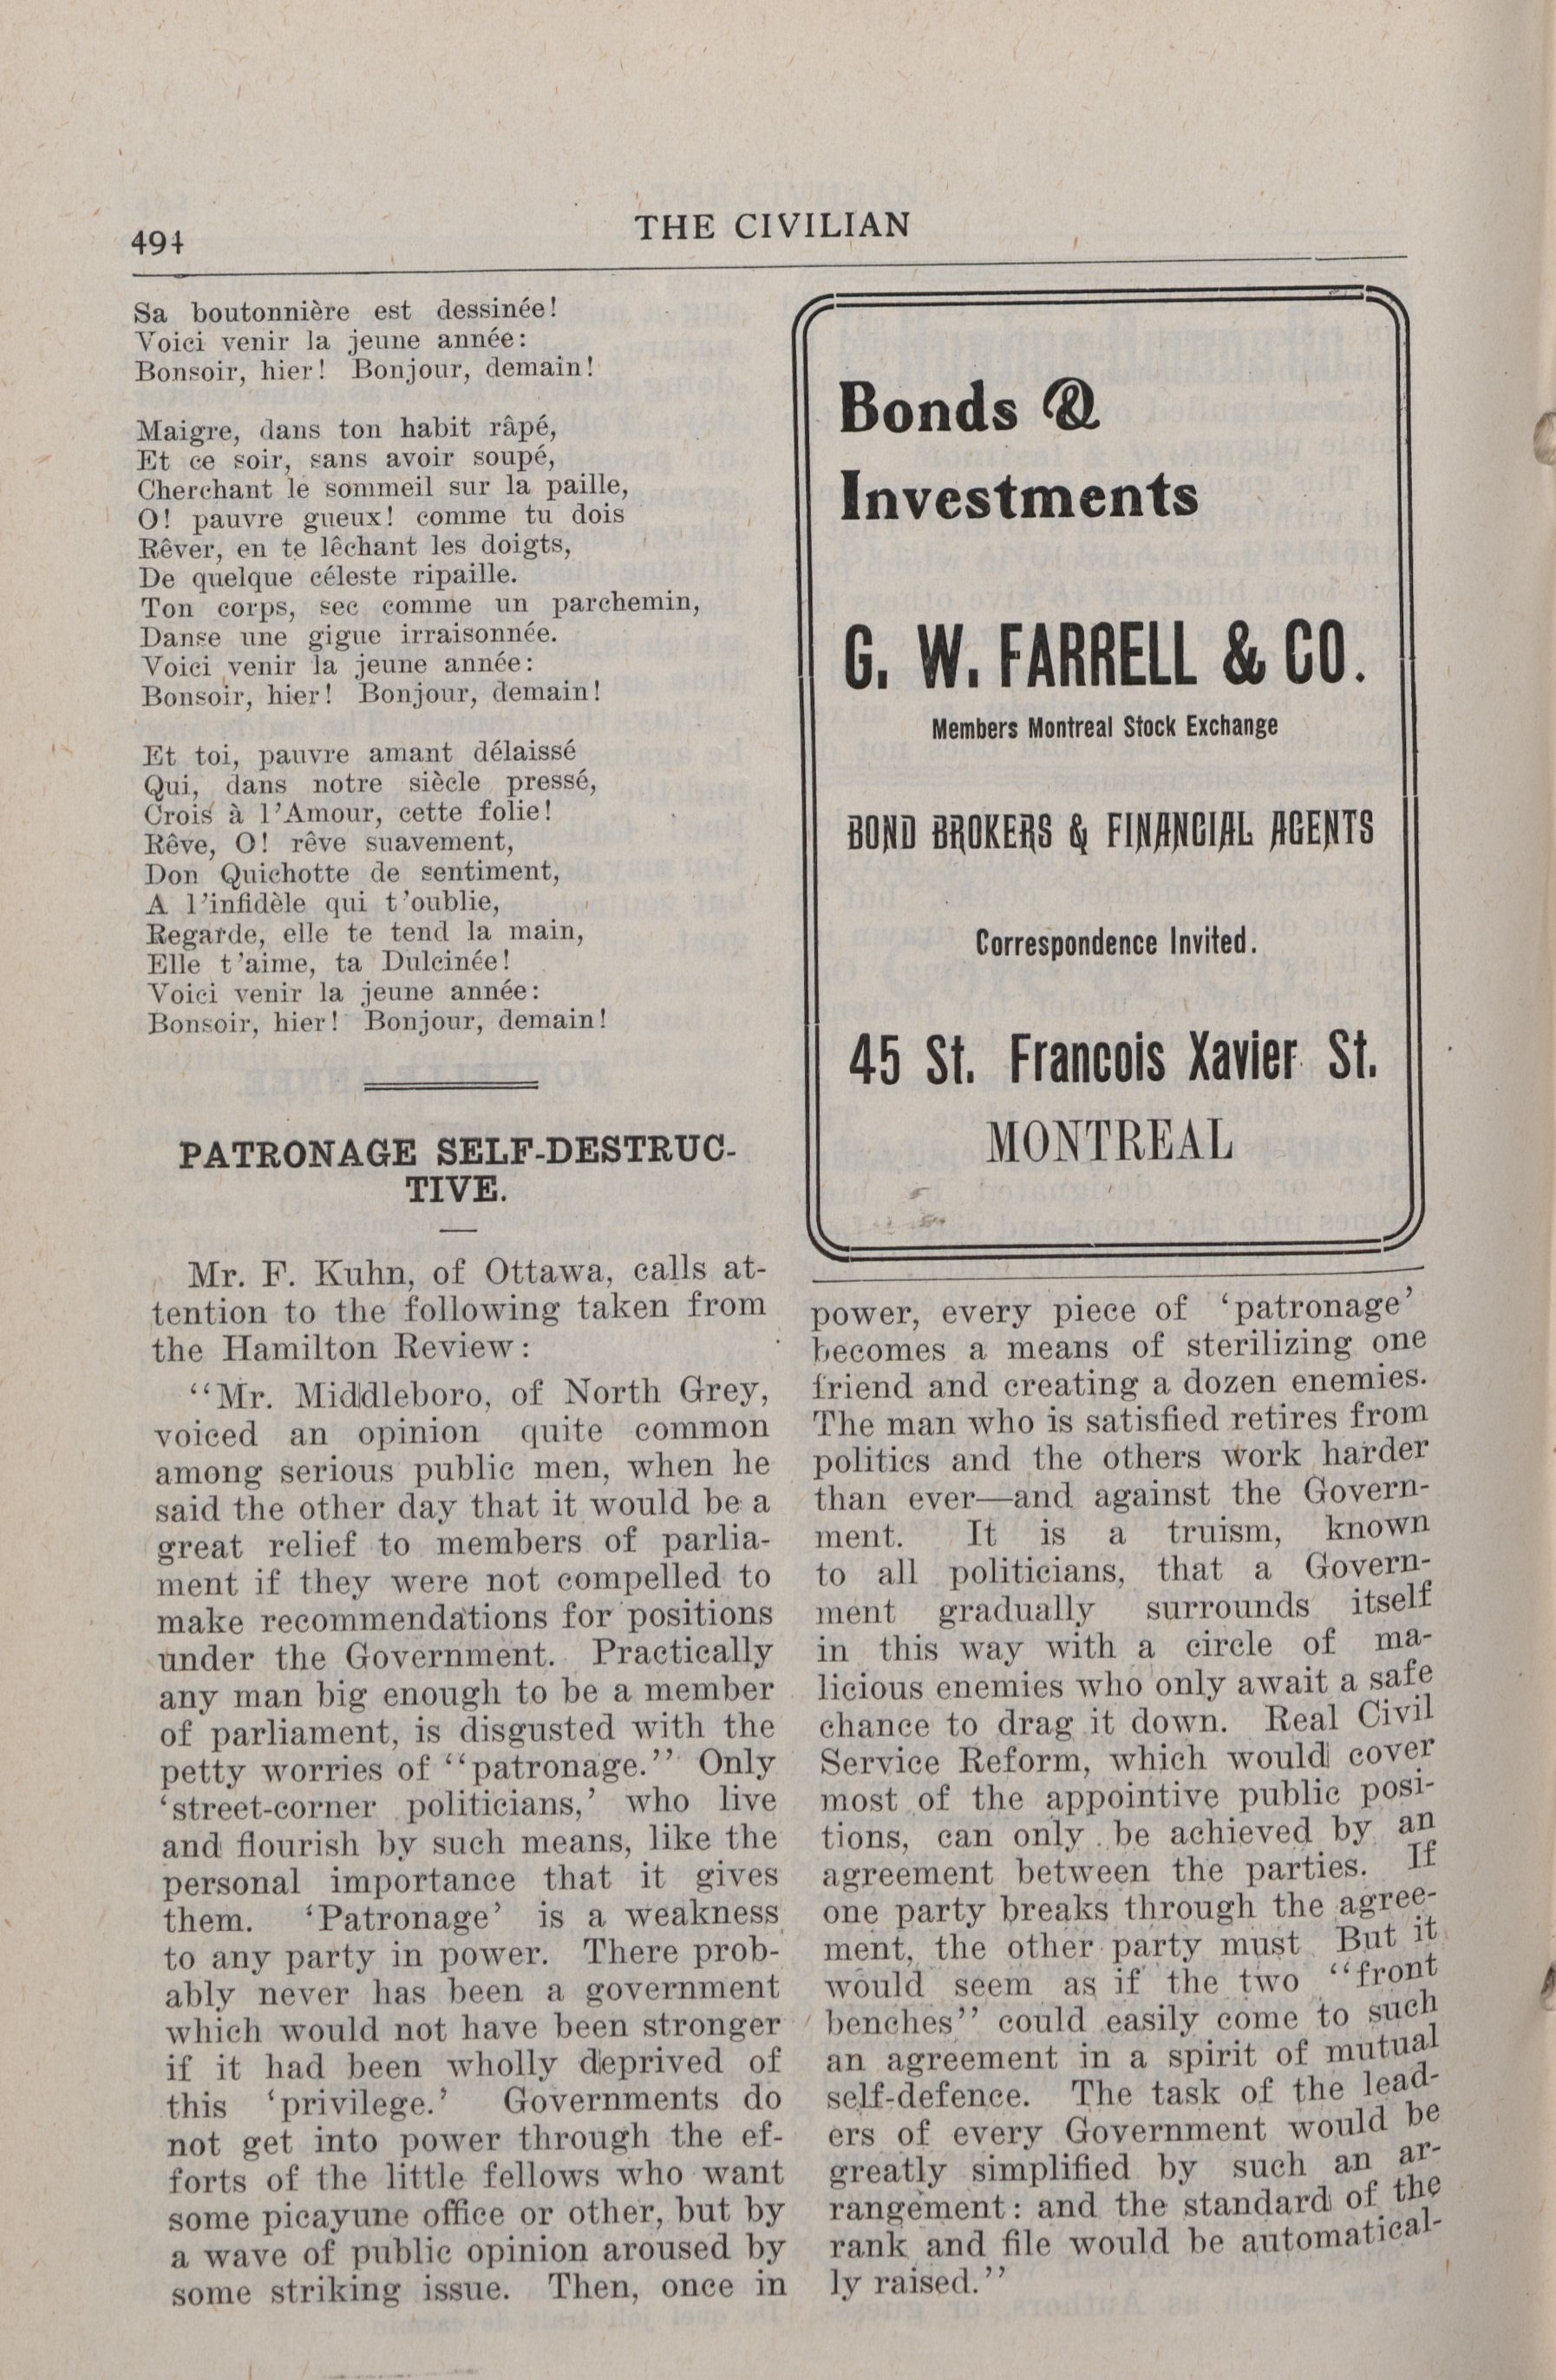 494
THE CIVILIAN
Sa boutonnière est dessinée!
Voici venir la jeune année:
Bonsoir, hier! Bonjour, demain!
Maigre, dans ton habit râpé,
Et ce soir, sans avoir soupé,
Cherchant le sommeil sur la paille,
O! pauvre gueux! comme tu dois
Rêver, en te lêchant les doigts,
De quelque céleste ripaille.
Ton corps, sec comme un parchemin,
Danse une gigue irraisonnée.
Voici venir la jeune année:
Bonsoir, hier! Bonjour, demain!
Et toi, pauvre amant délaissé
Qui, dans notre siècle pressé,
Crois à l'Amour, cette folie!
Rêve, O! rêve suavement,
Don Quichotte de sentiment,
A l'infidèle qui t'oublie,
Regarde, elle te tend la main,
Elle t'aime, ta Dulcinée!
Voici venir la jeune année:
Bonsoir, hier! Bonjour, demain!
PATRONAGE SELF-DESTRUC-
TIVE.
Mr. F. Kuhn, of Ottawa, calls at-
tention to the following taken from
the Hamilton Review:
"Mr. Middleboro, of North Grey,
voiced an opinion quite common
among serious public men, when he
said the other day that it would be a
great relief to members of parlia-
ment if they were not compelled to
make recommendations for positions
under the Government. Practically
any man big enough to be a member
of parliament, is disgusted with the
petty worries of "patronage." Only
'street-corner politicians,' who live
and flourish by such means, like the
personal importance that it gives
them. 'Patronage' is a weakness
to any party in power. There prob-
ably never has been a government
which would not have been stronger
if it had been wholly deprived of
this 'privilege.' Governments do
not get into power through the ef-
forts of the little fellows who want
some picayune office or other, but by
a wave of public opinion aroused by
some striking issue. Then, once in
Bonds &
Investments
G. W. FARRELL & CO.
Members Montreal Stock Exchange
BOND BROKERS & FINANCIAL AGENTS
Correspondence Invited.
45 St. Francois Xavier St.
MONTREAL
power, every piece of 'patronage'
becomes a means of sterilizing one
friend and creating a dozen enemies.
The man who is satisfied retires from
politics and the others work harder
than ever—and against the Govern-
ment. It is a truism, known
to all politicians, that a Govern-
ment gradually surrounds itself
in this way with a circle of ma-
licious enemies who only await a safe
chance to drag it down. Real Civil
Service Reform, which would cover
most of the appointive public posi-
tions, can only be achieved by an
agreement between the parties. If
one party breaks through the agree-
ment, the other party must But it
would seem as if the two "front
benches" could easily come to such
an agreement in a spirit of mutual
self-defence. The task of the lead-
ers of every Government would be
greatly simplified by such an ar-
rangement: and the standard of the
rank and file would be automatical-
ly raised."